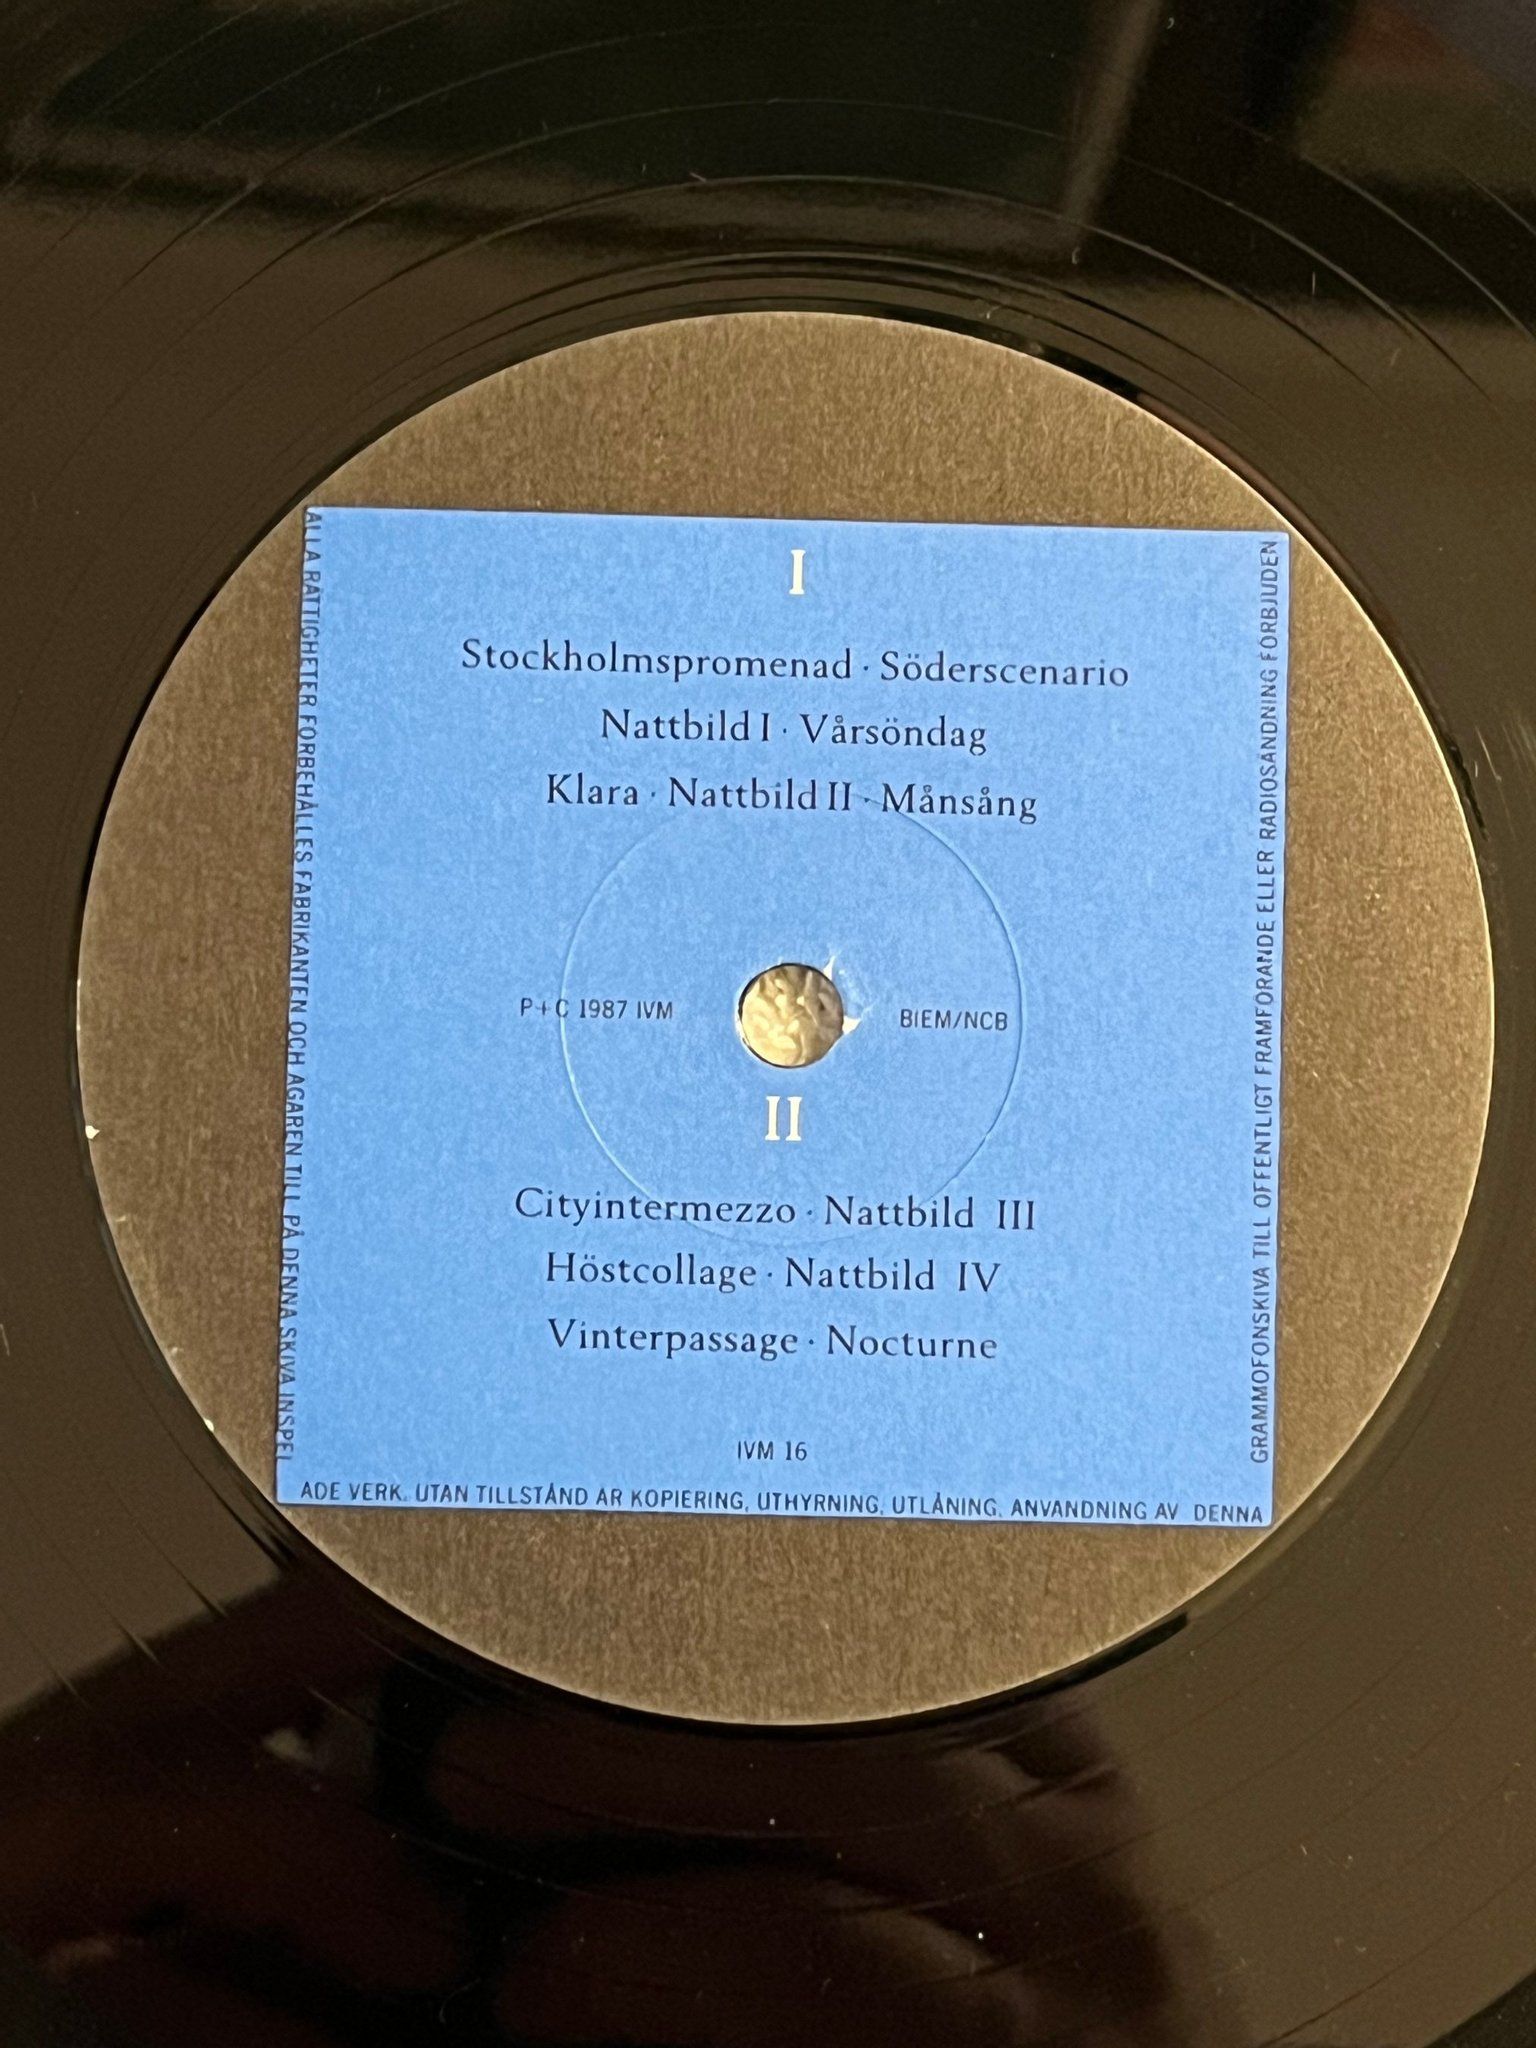 I
Stockholmspromenad · Söderscenario
Nattbild I · Vårsöndag
Klara · Nattbild II · Månsång
P+C 1987 IVM
BIEM/NCB
II
Cityintermezzo · Nattbild III
Höstcollage · Nattbild IV
Vinterpassage · Nocturne
IVM 16
ALLA RÄTTIGHETER FÖRBEHÅLLES FABRIKANTEN OCH ÄGAREN TILL PÅ DENNA SKIVA INSPEL
ADE VERK. UTAN TILLSTÅND ÄR KOPIERING, UTHYRNING, UTLÅNING, ANVÄNDNING AV DENNA
GRAMMOFONSKIVA TILL OFFENTLIGT FRAMFÖRANDE ELLER RADIOSÄNDNING FÖRBJUDEN